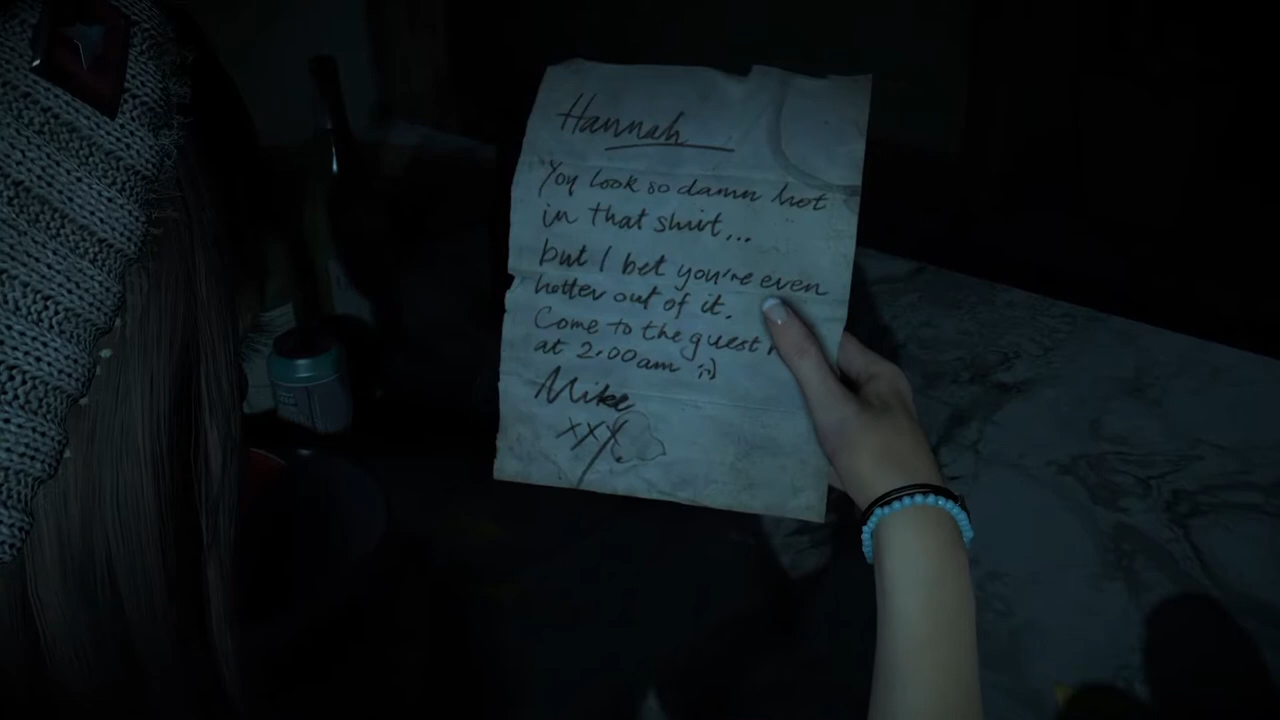 Hannah
You look so damn hot
in that shirt...
but I bet you're even
hotter out of it.
Come to the guest
at 2.00am ;)
Mike
xxx